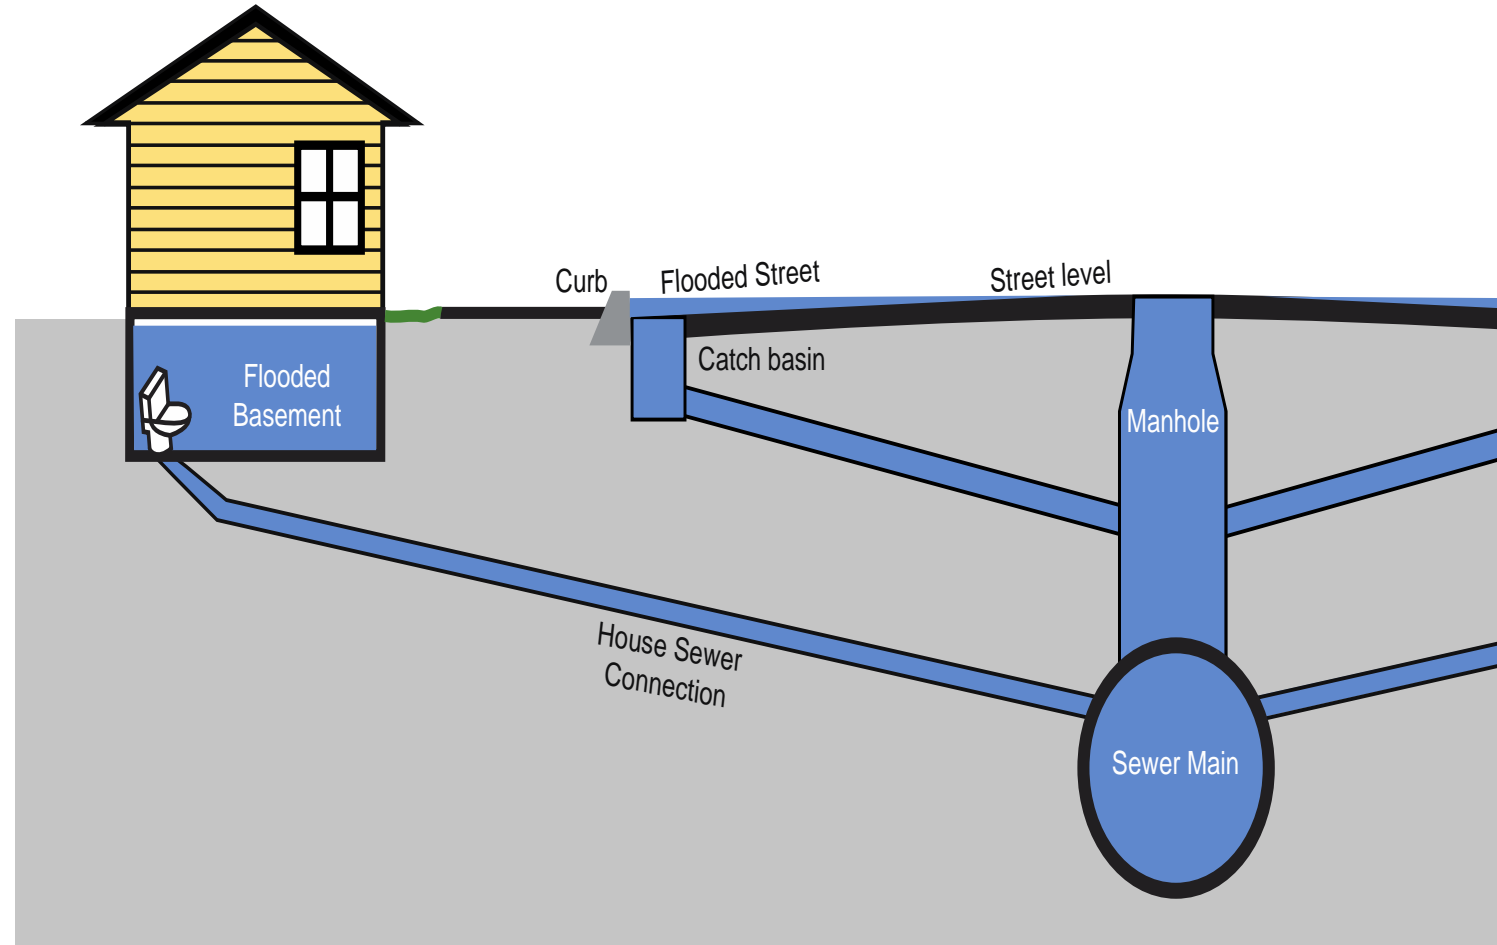 Curb
Flooded Street
Street level
Catch basin
Flooded
Basement
Manhole
House Sewer
Connection
Sewer Main